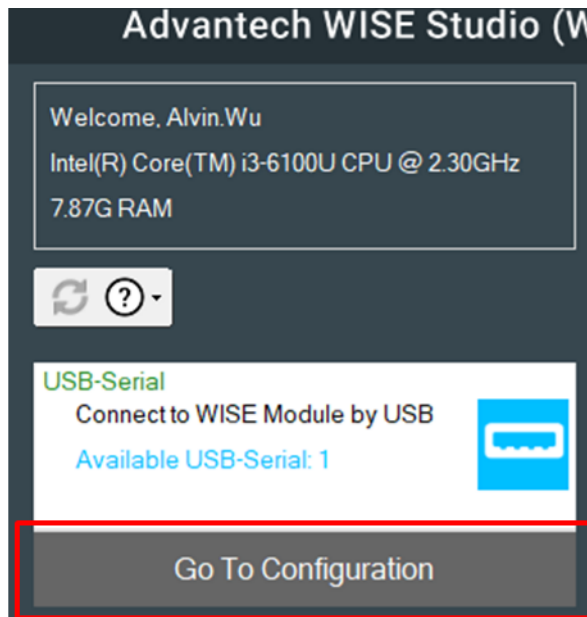 Advantech WISE Studio (W
Welcome, Alvin.Wu
Intel(R) Core(TM) i3-6100U CPU @ 2.30GHz
7.87G RAM
?
USB-Serial
Connect to WISE Module by USB
Available USB-Serial: 1
Go To Configuration